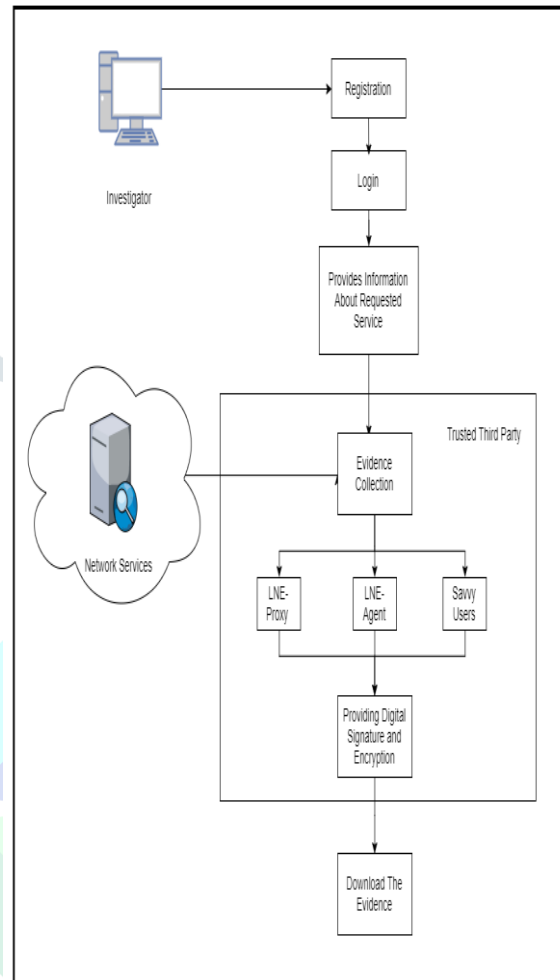 Registration
Investigator
Login
Provides Information
About Requested
Service
Trusted Third Party
Evidence
Collection
Network Services
LNE-
Proxy
LNE-
Agent
Savvy
Users
Providing Digital
Signature and
Encryption
Download The
Evidence